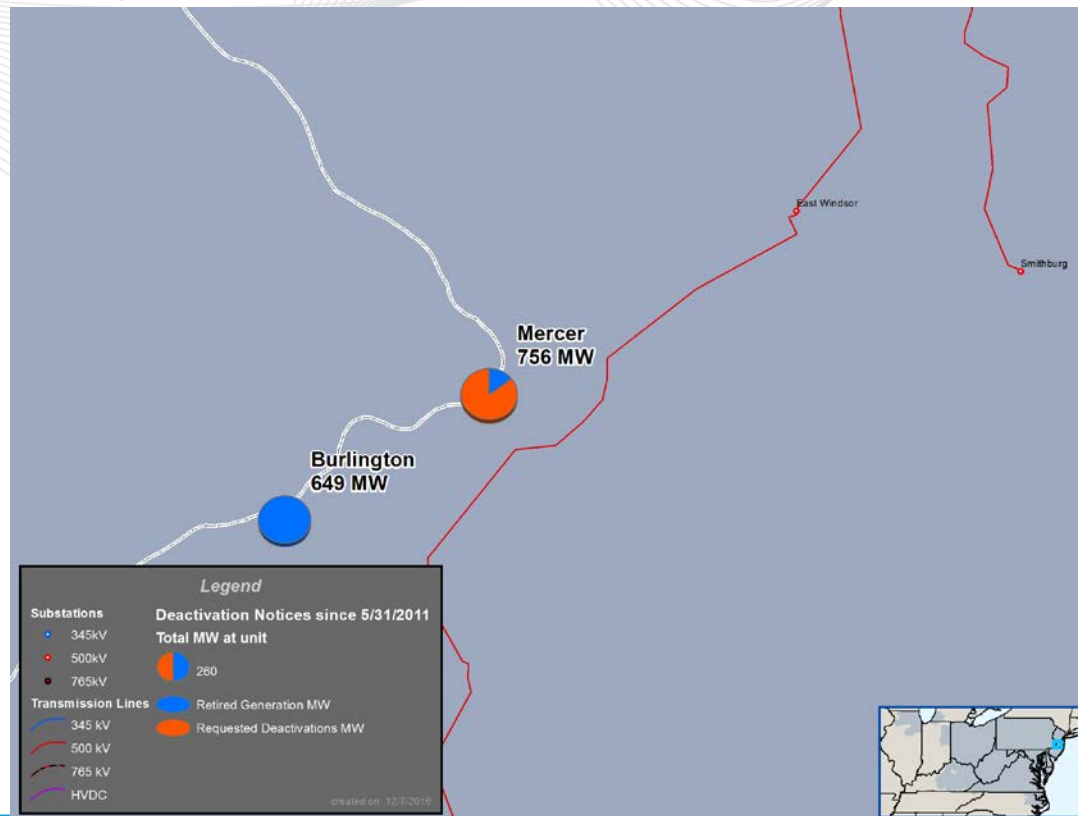 East Windsor
Smithburg
Mercer
756 MW
Burlington
649 MW
Legend
Substations
345kV
500kV
765kV
Transmission Lines
345 kV
500 kV
765 kV
HVDC
Deactivation Notices since 5/31/2011
Total MW at unit
260
Retired Generation MW
Requested Deactivations MW
created on: 12/7/2016